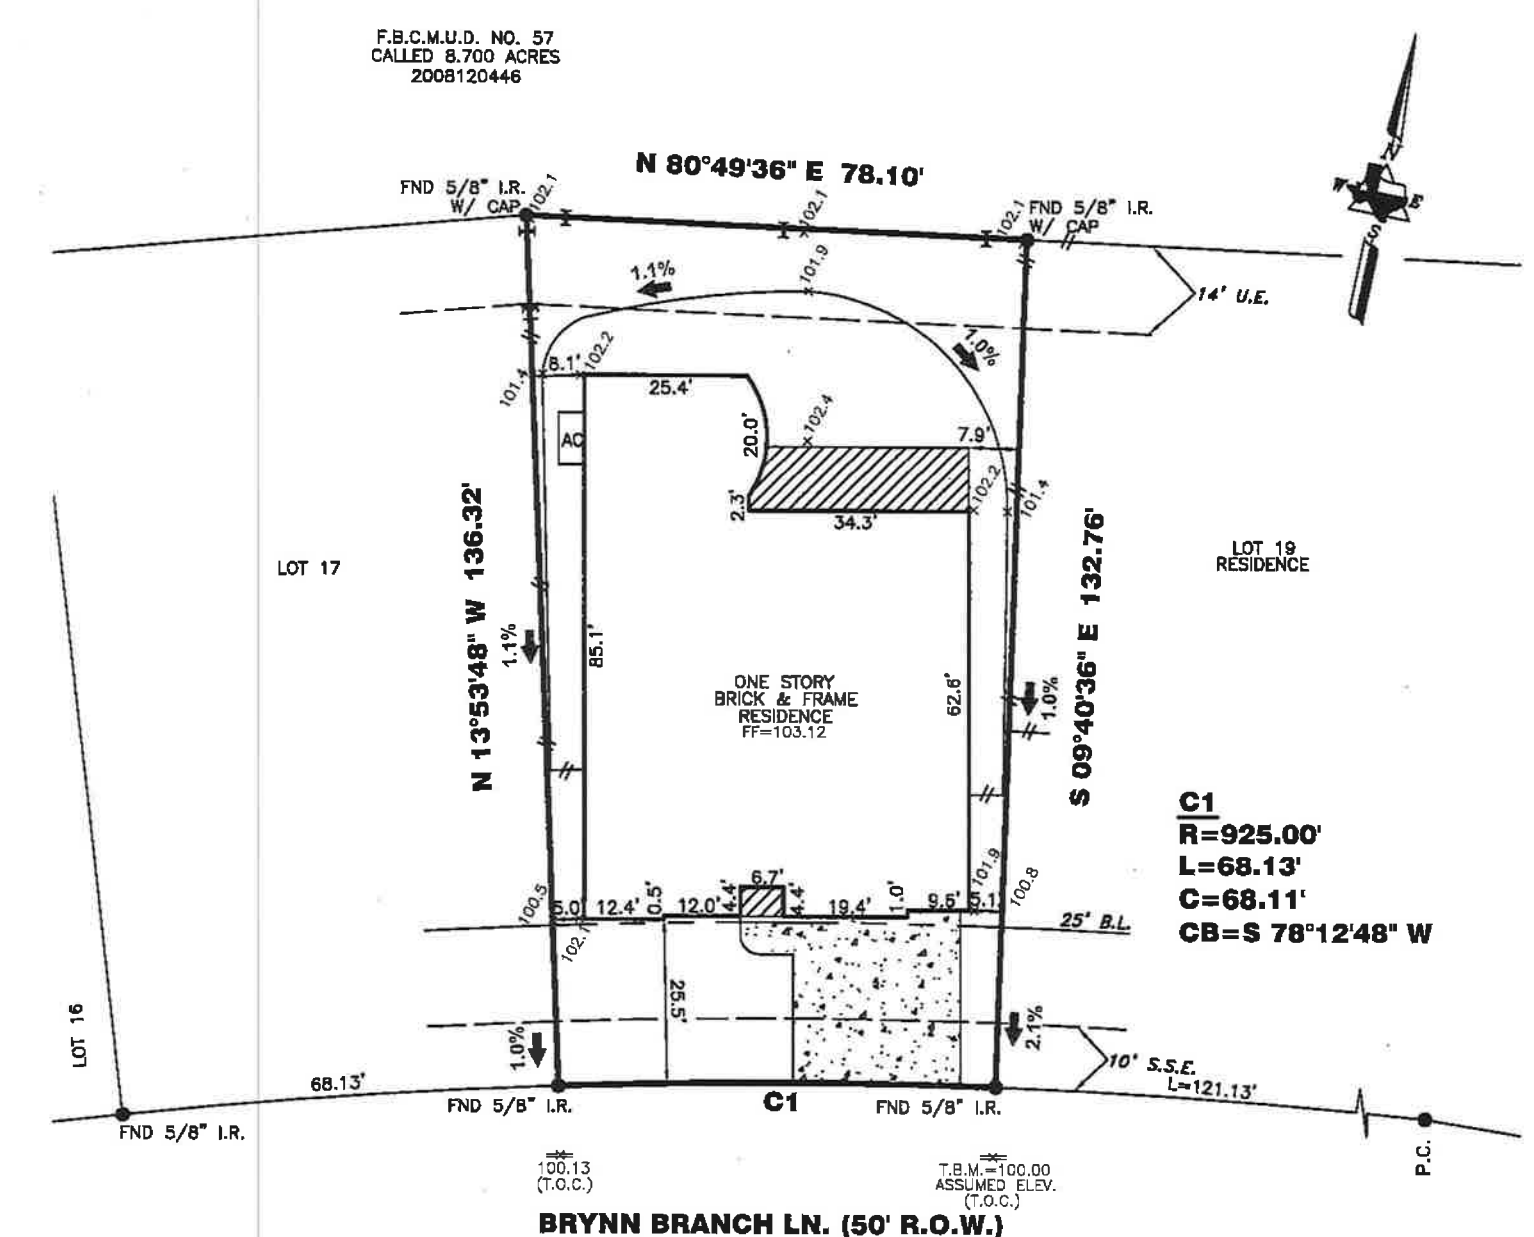 F.B.C.M.U.D. NO. 57
CALLED 8.700 ACRES
2008120446
N 80°49'36" E 78.10'
FND 5/8" I.R.
W/ CAP
102.1
102.1
102.1
FND 5/8" I.R.
W/ CAP
N
W
E
S
101.9
1.1%
14' U.E.
1.0%
8.1'
102.2
101.4
25.4'
AC
20.0'
102.4
7.9'
2.3'
34.3'
102.2
101.4
N 13°53'48" W 136.32'
S 09°40'36" E 132.76'
LOT 17
LOT 19
RESIDENCE
1.1%
85.1'
ONE STORY
BRICK & FRAME
RESIDENCE
FF=103.12
62.6'
1.0%
C1
R=925.00'
L=68.13'
C=68.11'
CB=S 78°12'48" W
100.5
5.0'
12.4'
0.5'
12.0'
4.4'
6.7'
4.4'
19.4'
1.0'
9.6'
5.1'
101.9
100.8
102.1
25' B.L.
25.5'
LOT 16
1.0%
2.1%
10' S.S.E.
L=121.13'
68.13'
FND 5/8" I.R.
C1
FND 5/8" I.R.
FND 5/8" I.R.
P.C.
100.13
(T.O.C.)
T.B.M.=100.00
ASSUMED ELEV.
(T.O.C.)
BRYNN BRANCH LN. (50' R.O.W.)